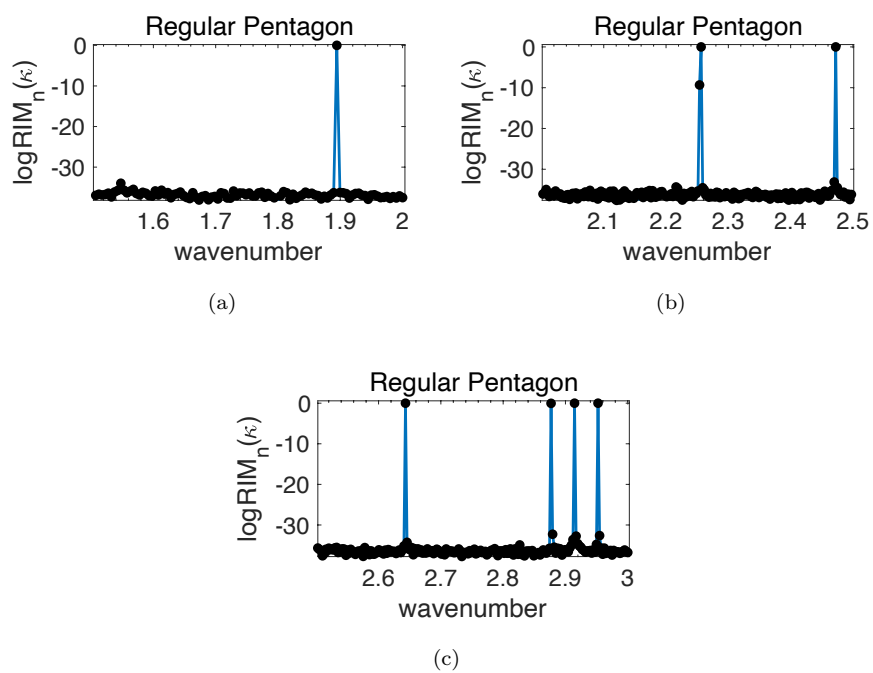 Regular Pentagon
0
-10
-30
logRIM_n(κ)
1.6 1.7 1.8 1.9 2
wavenumber
(a)
Regular Pentagon
0
-10
-30
logRIM_n(κ)
2.1 2.2 2.3 2.4 2.5
wavenumber
(b)
Regular Pentagon
0
-10
-20
-30
logRIM_n(κ)
2.6 2.7 2.8 2.9 3
wavenumber
(c)